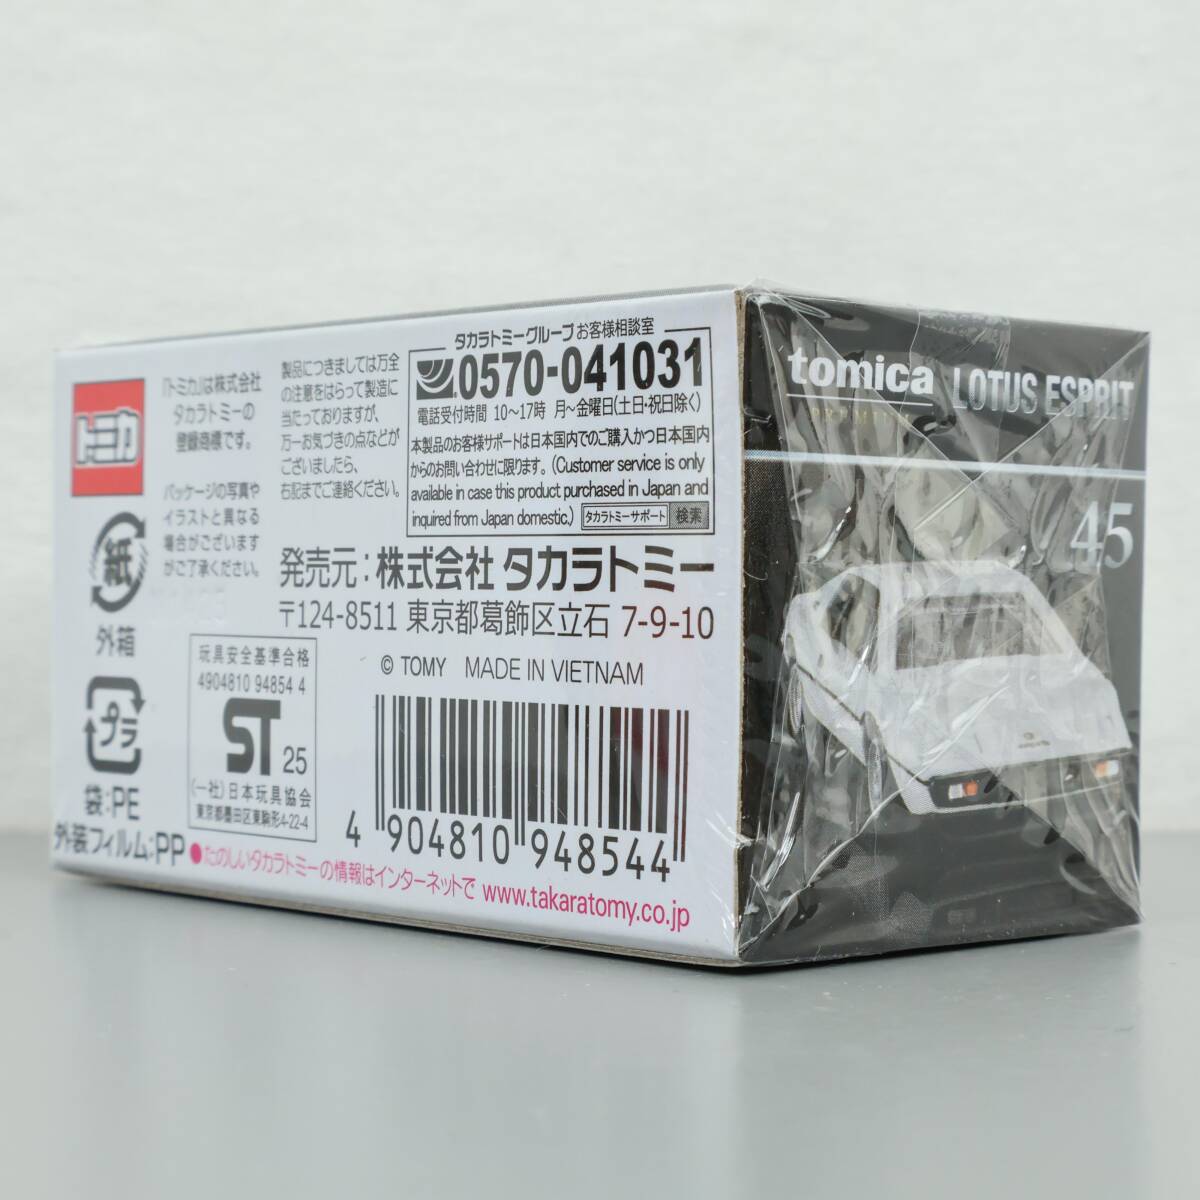 トミカ
「トミカ」は株式会社
タカラトミーの
登録商標です。
パッケージの写真や
イラストと異なる
場合がございます
がご了承ください。
紙
外箱
プラ
袋:PE
外装フィルム:PP
製品につきましては万全
の注意をはらって製造に
当たっておりますが、
万一お気づきの点などが
ございましたら、
右記までご連絡ください。
タカラトミーグループお客様相談室
0570-041031
電話受付時間 10〜17時 月〜金曜日(土日・祝日除く)
本製品のお客様サポートは日本国内でのご購入かつ日本国内
からのお問い合わせに限ります。(Customer service is only
available in case this product purchased in Japan and
inquired from Japan domestic.) タカラトミーサポート 検索
発売元:株式会社 タカラトミー
〒124-8511 東京都葛飾区立石 7-9-10
© TOMY MADE IN VIETNAM
玩具安全基準合格
4904810 94854 4
ST 25
(一社)日本玩具協会
東京都墨田区東駒形4-22-4
4 904810 948544
●たのしいタカラトミーの情報はインターネットで www.takaratomy.co.jp
tomica LOTUS ESPRIT
PREMIUM
45